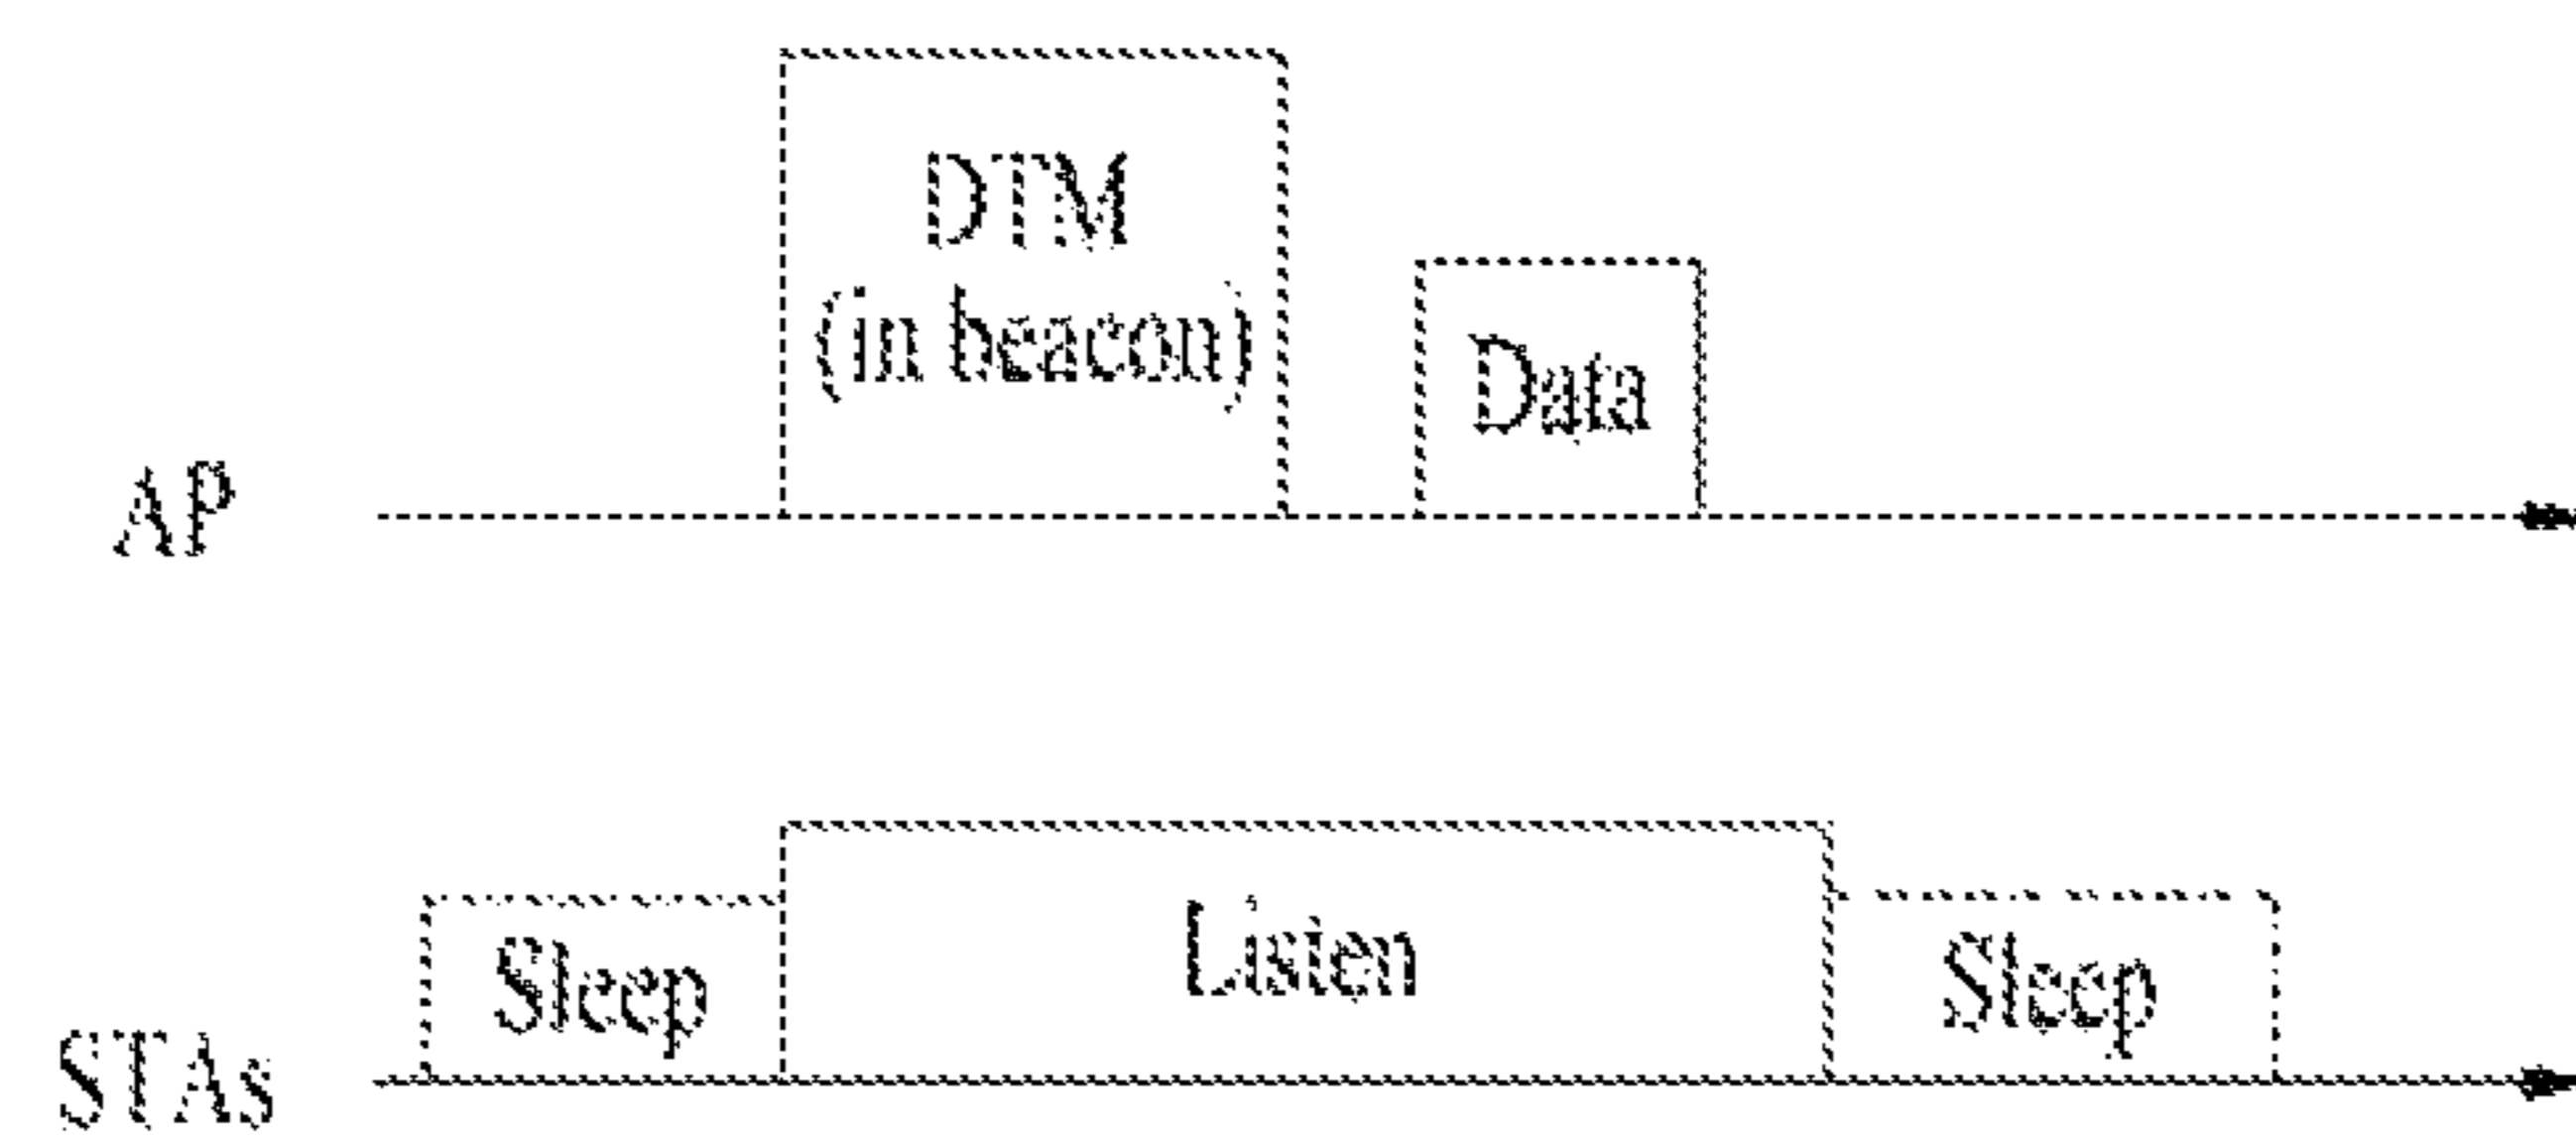 DTM
(in beacon)
Data
AP
Sleep
Listen
Sleep
STAs